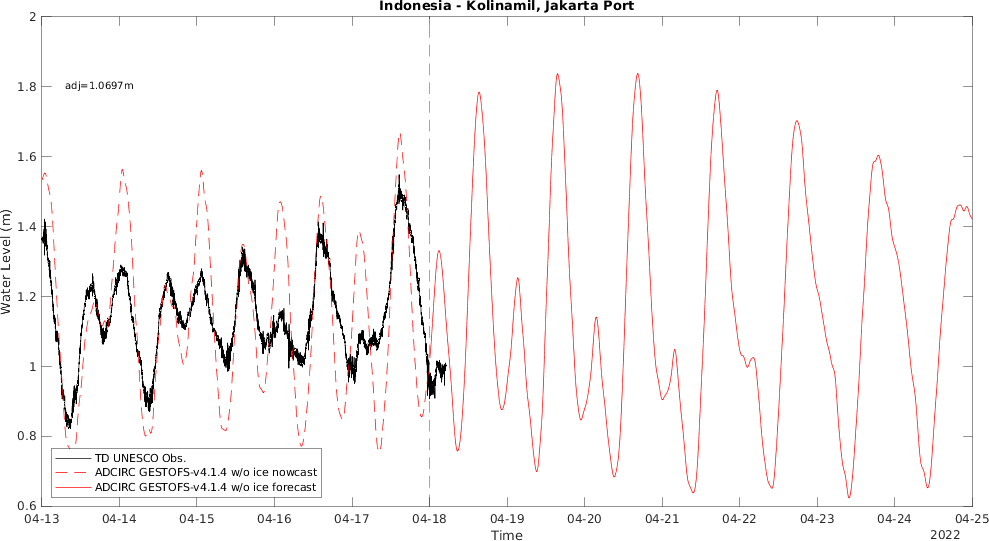 Indonesia - Kolinamil, Jakarta Port
2
1.8
1.6
1.4
1.2
1
0.8
0.6
Water Level (m)
adj=1.0697m
TD UNESCO Obs.
ADCIRC GESTOFS-v4.1.4 w/o ice nowcast
ADCIRC GESTOFS-v4.1.4 w/o ice forecast
04-13 04-14 04-15 04-16 04-17 04-18 04-19 04-20 04-21 04-22 04-23 04-24 04-25
Time
2022